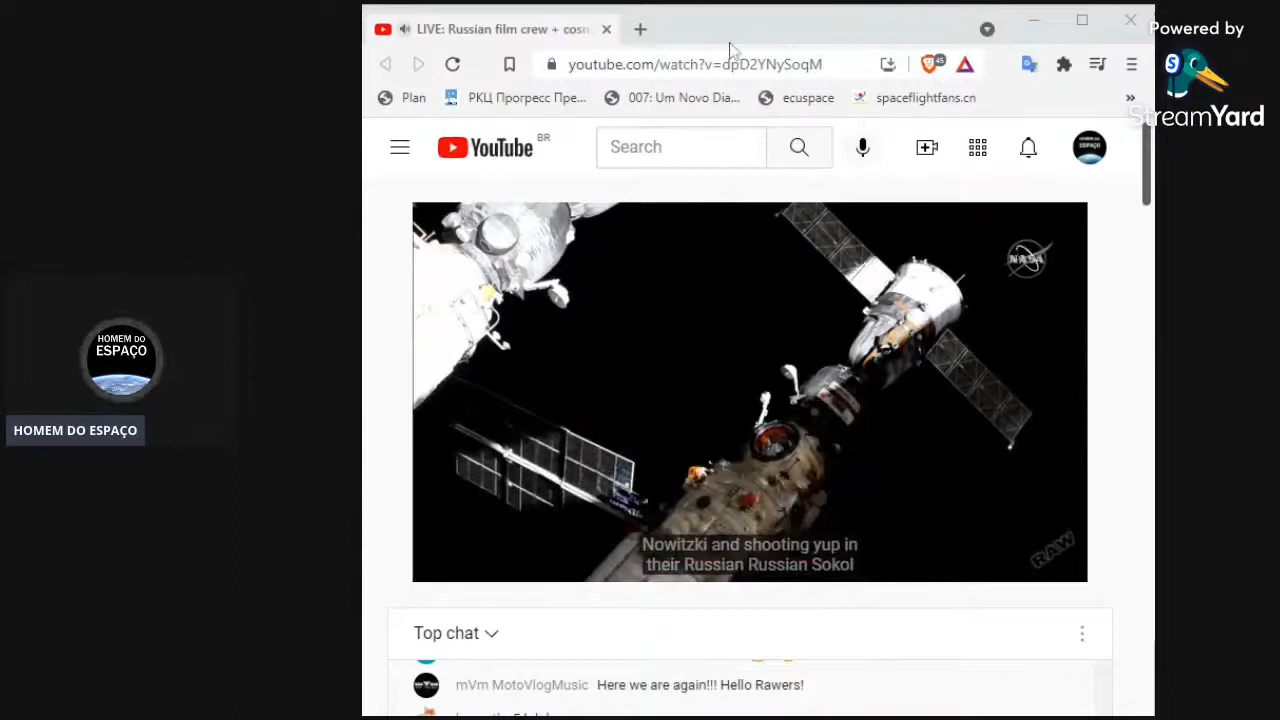 LIVE: Russian film crew + cosn
Powered by
S
StreamYard
youtube.com/watch?v=dpD2YNySoqM
45
Plan
РКЦ Прогресс Пре...
007: Um Novo Dia...
ecuspace
spaceflightfans.cn
»
YouTube BR
Search
HOMEM DO
ESPAÇO
NASA
HOMEM DO ESPAÇO
Nowitzki and shooting yup in
their Russian Russian Sokol
RAW
Top chat
mVm MotoVlogMusic Here we are again!!! Hello Rawers!